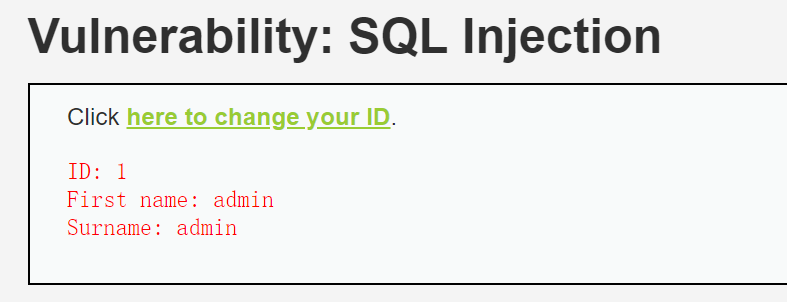 Vulnerability: SQL Injection
Click here to change your ID.
ID: 1
First name: admin
Surname: admin